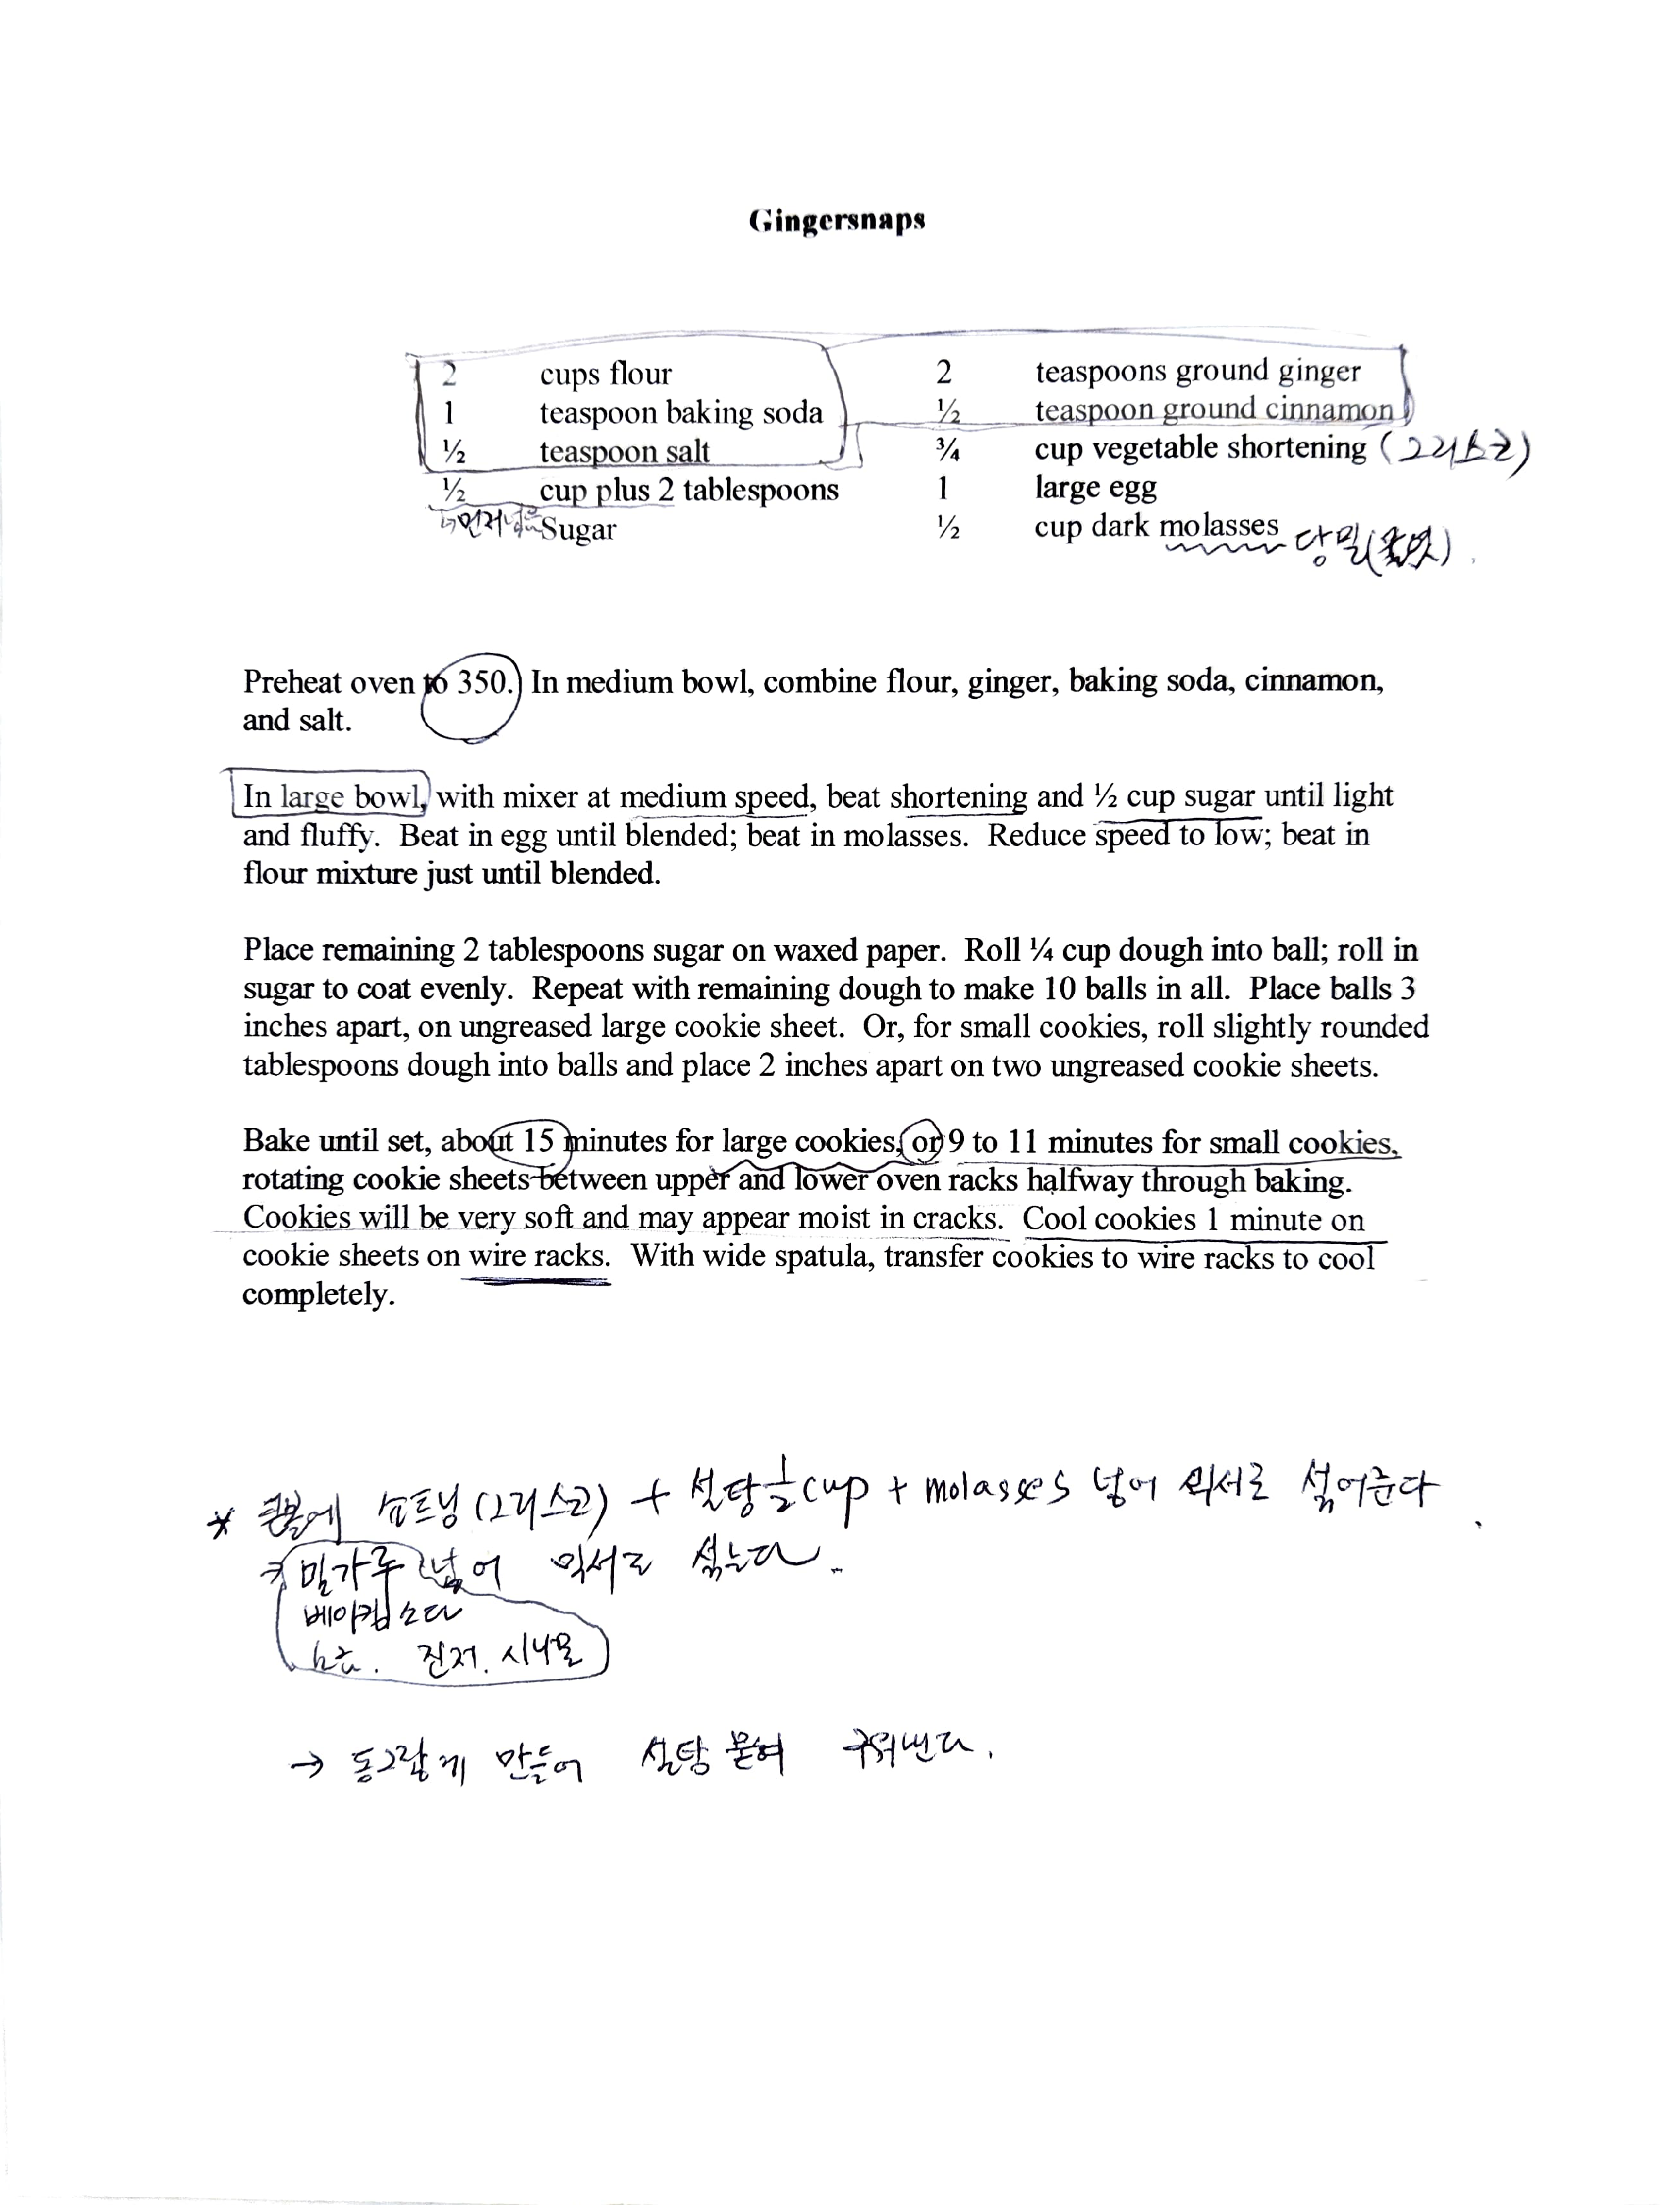 Gingersnaps
2 cups flour
1 teaspoon baking soda
½ teaspoon salt
½ cup plus 2 tablespoons
먼저넣음 Sugar
2 teaspoons ground ginger
½ teaspoon ground cinnamon
¾ cup vegetable shortening (그리스코)
1 large egg
½ cup dark molasses 당밀
Preheat oven to 350. In medium bowl, combine flour, ginger, baking soda, cinnamon,
and salt.
In large bowl, with mixer at medium speed, beat shortening and ½ cup sugar until light
and fluffy. Beat in egg until blended; beat in molasses. Reduce speed to low; beat in
flour mixture just until blended.
Place remaining 2 tablespoons sugar on waxed paper. Roll ¼ cup dough into ball; roll in
sugar to coat evenly. Repeat with remaining dough to make 10 balls in all. Place balls 3
inches apart, on ungreased large cookie sheet. Or, for small cookies, roll slightly rounded
tablespoons dough into balls and place 2 inches apart on two ungreased cookie sheets.
Bake until set, about 15 minutes for large cookies, or 9 to 11 minutes for small cookies,
rotating cookie sheets between upper and lower oven racks halfway through baking.
Cookies will be very soft and may appear moist in cracks. Cool cookies 1 minute on
cookie sheets on wire racks. With wide spatula, transfer cookies to wire racks to cool
completely.
* 큰볼에 쇼트닝(그리스코) + 설탕 ½ cup + molasses 넣어 믹서로 섞어준다.
밀가루 넣어 믹서로 섞는다.
베이킹소다
소금. 진저. 시나몬
→ 동그랗게 만들어 설탕 묻혀 구워낸다.